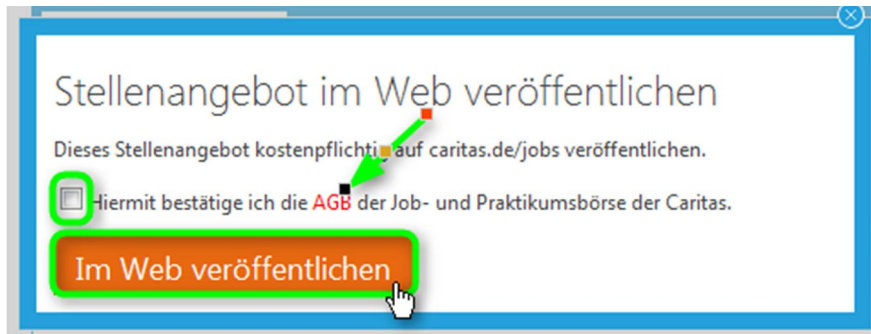 Stellenangebot im Web veröffentlichen
Dieses Stellenangebot kostenpflichtig auf caritas.de/jobs veröffentlichen.
Hiermit bestätige ich die AGB der Job- und Praktikumsbörse der Caritas.
Im Web veröffentlichen